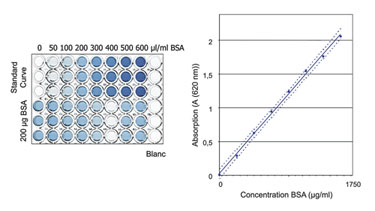 0 50 100 200 300 400 500 600 µl/ml BSA
Standard
Curve
200 µg BSA
Blanc
Absorption (A (620 nm))
2
1,5
1
0,5
0
0
1750
Concentration BSA (µg/ml)